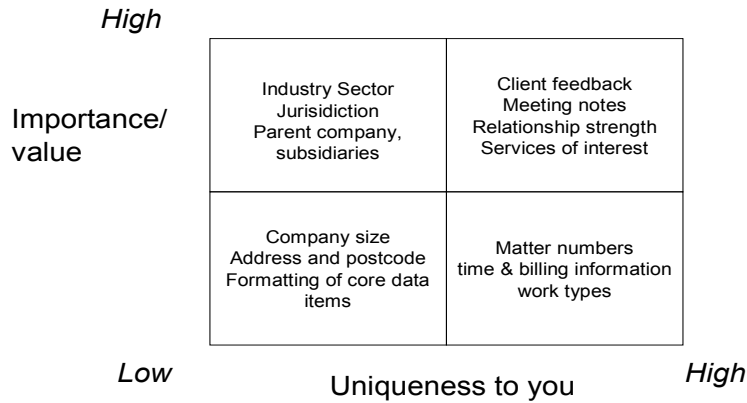 High
Importance/
value
Industry Sector
Jurisidiction
Parent company,
subsidiaries
Client feedback
Meeting notes
Relationship strength
Services of interest
Company size
Address and postcode
Formatting of core data
items
Matter numbers
time & billing information
work types
Low
Uniqueness to you
High